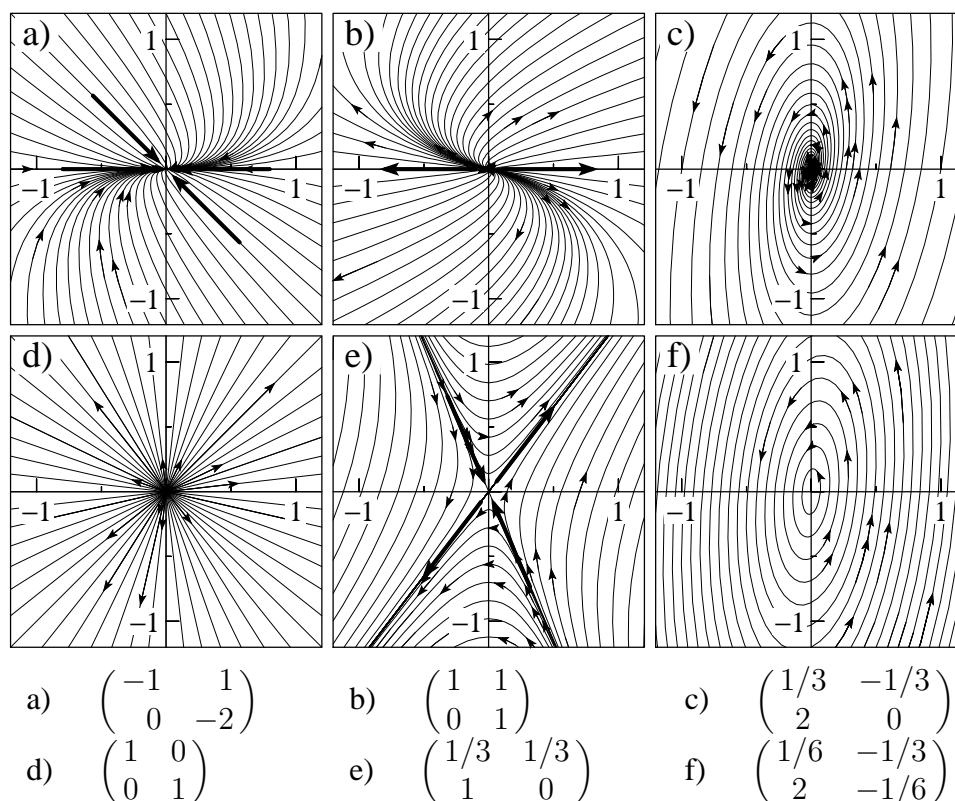 a) b) c)
1 1 1
−1 1 −1 1 −1 1
−1 −1 −1
d) e) f)
1 1 1
−1 1 −1 1 −1 1
−1 −1 −1
a) ( −1 1 0 −2 ) b) ( 1 1 0 1 ) c) ( 1/3 −1/3 2 0 )
d) ( 1 0 0 1 ) e) ( 1/3 1/3 1 0 ) f) ( 1/6 −1/3 2 −1/6 )